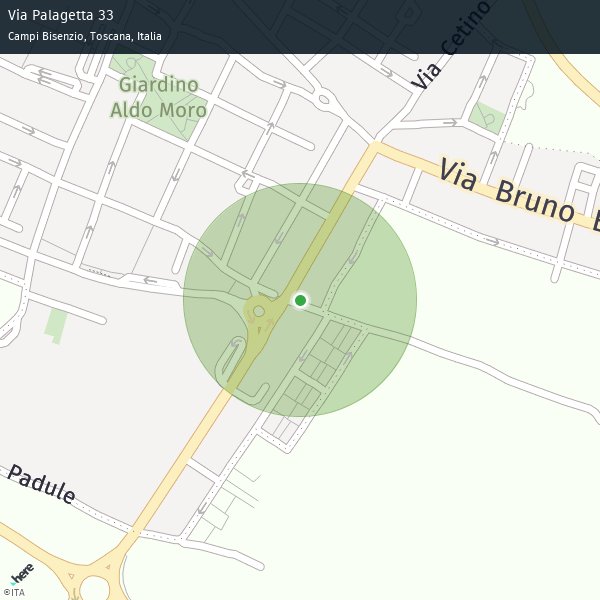 Via Palagetta 33
Campi Bisenzio, Toscana, Italia
Via Cetino
Giardino
Aldo Moro
Via Bruno
Padule
here
©ITA